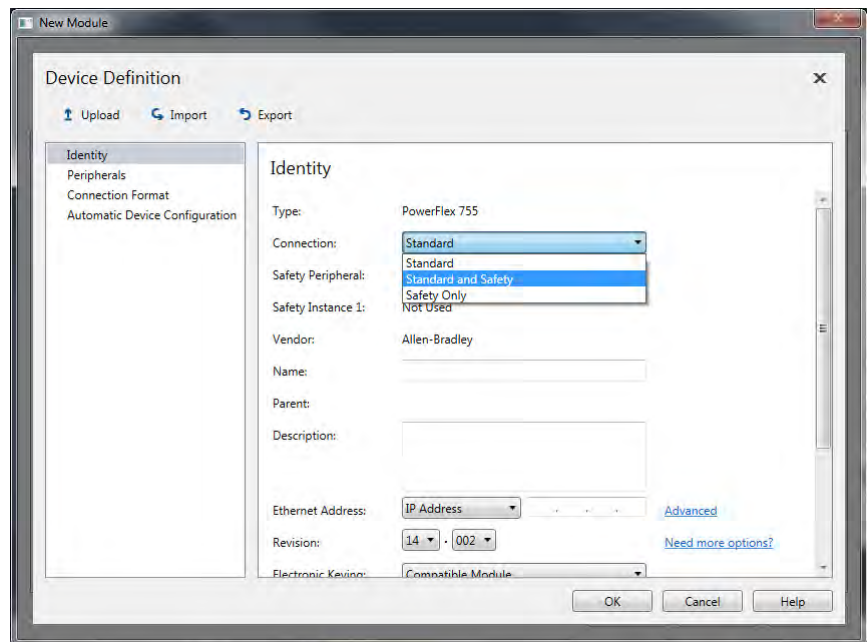 New Module
Device Definition
Upload Import Export
Identity
Peripherals
Connection Format
Automatic Device Configuration
Identity
Type: PowerFlex 755
Connection: Standard
Standard
Safety Peripheral: Standard and Safety
Safety Only
Safety Instance 1: Not Used
Vendor: Allen-Bradley
Name:
Parent:
Description:
Ethernet Address: IP Address . . . Advanced
Revision: 14 . 002 Need more options?
Electronic Keying: Compatible Module
OK Cancel Help